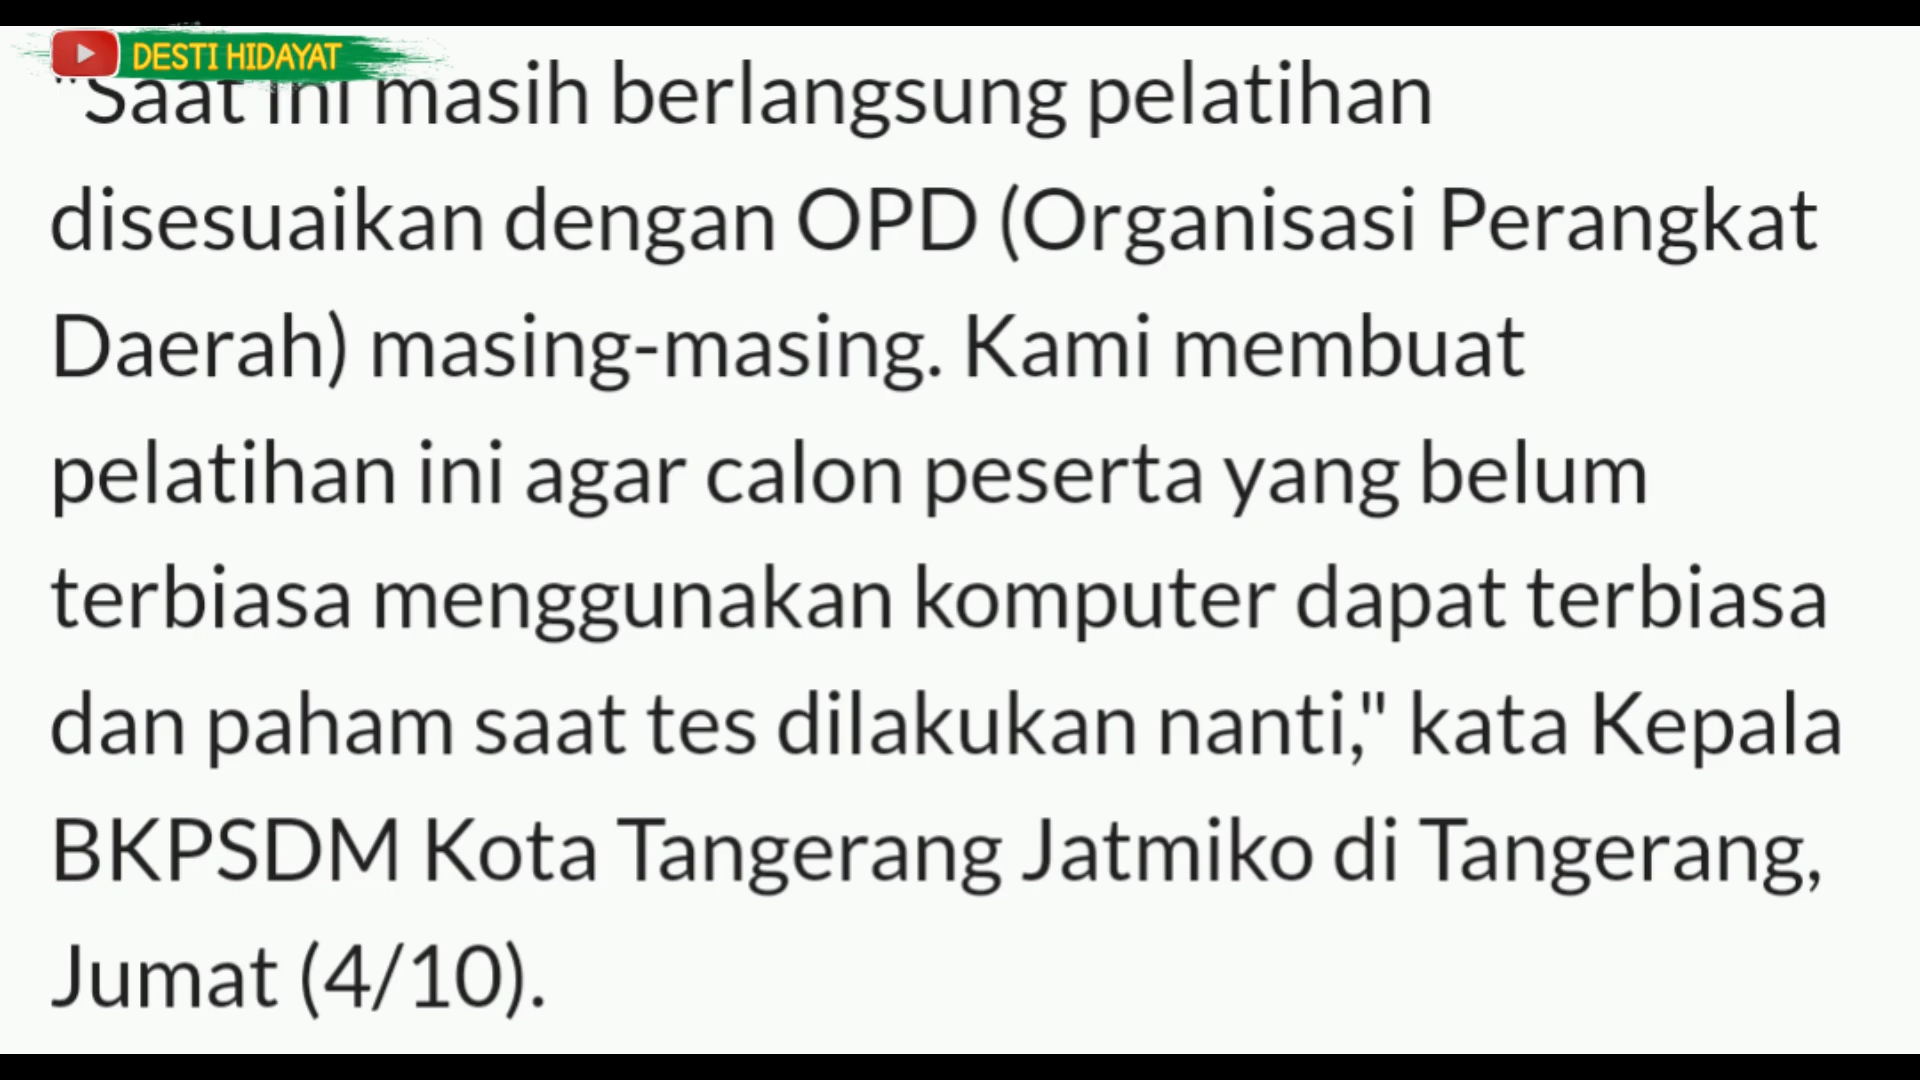 DESTI HIDAYAT
"Saat ini masih berlangsung pelatihan
disesuaikan dengan OPD (Organisasi Perangkat
Daerah) masing-masing. Kami membuat
pelatihan ini agar calon peserta yang belum
terbiasa menggunakan komputer dapat terbiasa
dan paham saat tes dilakukan nanti," kata Kepala
BKPSDM Kota Tangerang Jatmiko di Tangerang,
Jumat (4/10).